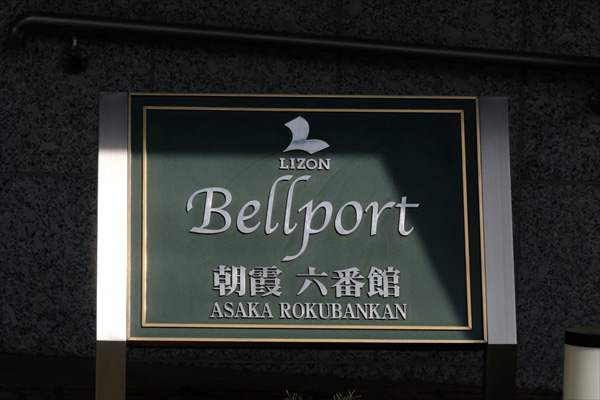 LIZON
Bellport
朝霞 六番館
ASAKA ROKUBANKAN